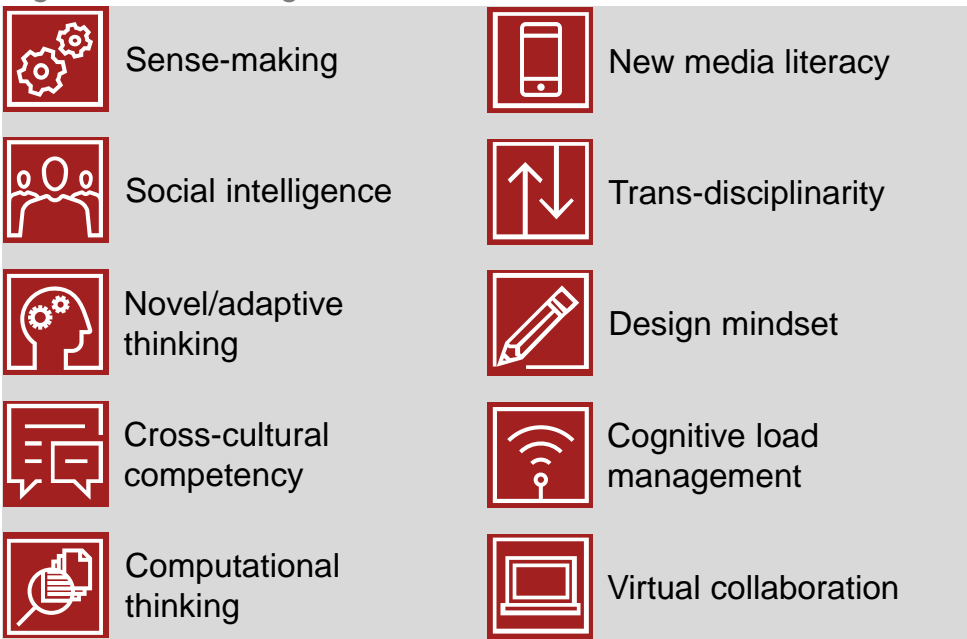 Sense-making
Social intelligence
Novel/adaptive
thinking
Cross-cultural
competency
Computational
thinking
New media literacy
Trans-disciplinarity
Design mindset
Cognitive load
management
Virtual collaboration